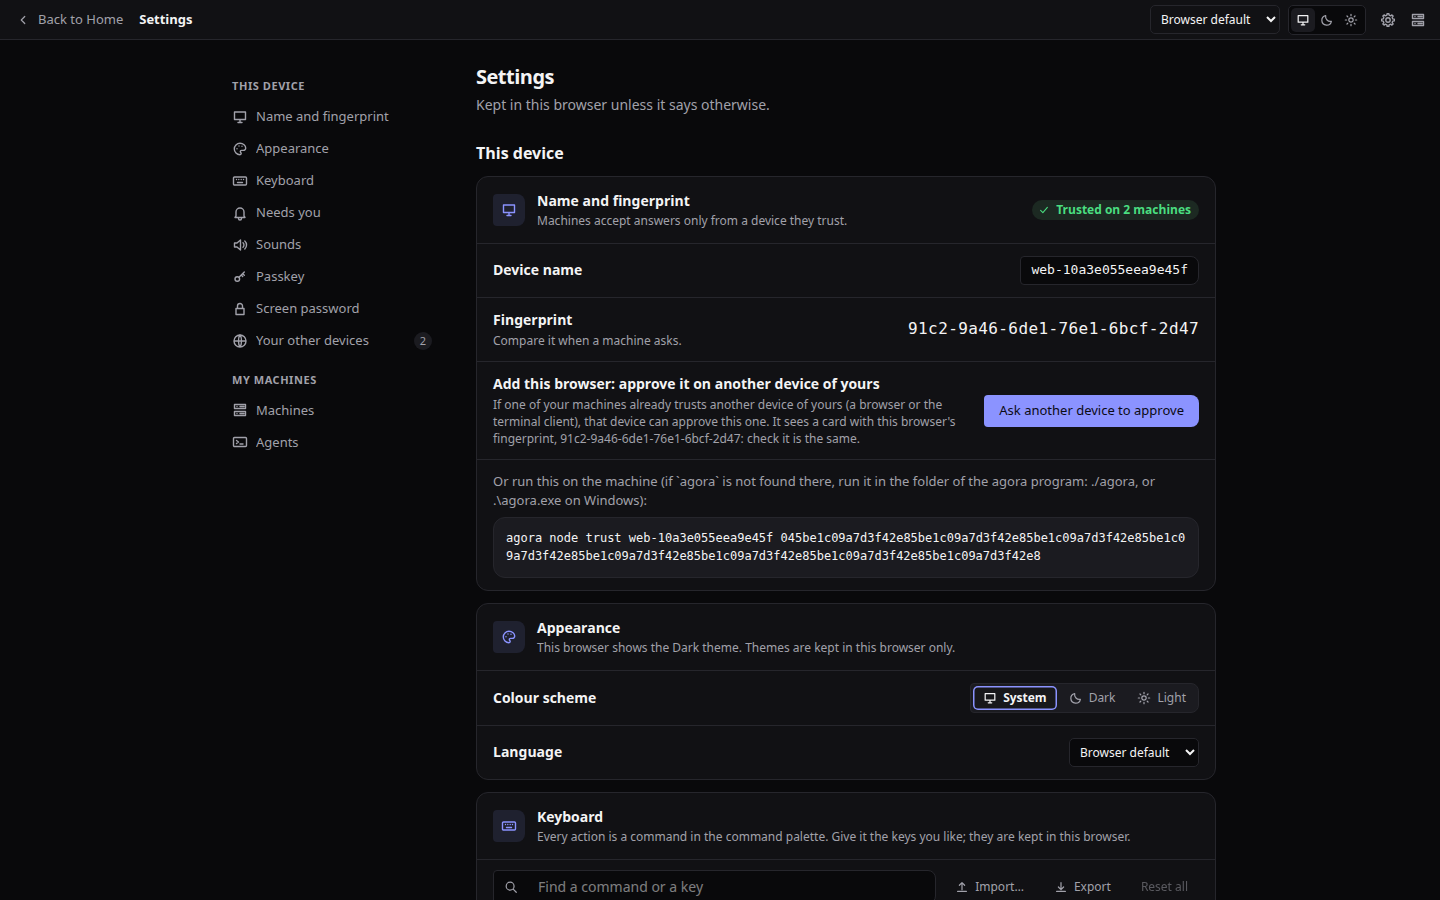 Back to Home
Settings
Browser default
THIS DEVICE
Name and fingerprint
Appearance
Keyboard
Needs you
Sounds
Passkey
Screen password
Your other devices 2
MY MACHINES
Machines
Agents
Settings
Kept in this browser unless it says otherwise.
This device
Name and fingerprint
Machines accept answers only from a device they trust.
Trusted on 2 machines
Device name
web-10a3e055eea9e45f
Fingerprint
Compare it when a machine asks.
91c2-9a46-6de1-76e1-6bcf-2d47
Add this browser: approve it on another device of yours
If one of your machines already trusts another device of yours (a browser or the
terminal client), that device can approve this one. It sees a card with this browser's
fingerprint, 91c2-9a46-6de1-76e1-6bcf-2d47: check it is the same.
Ask another device to approve
Or run this on the machine (if `agora` is not found there, run it in the folder of the agora program: ./agora, or
.\agora.exe on Windows):
agora node trust web-10a3e055eea9e45f 045be1c09a7d3f42e85be1c09a7d3f42e85be1c09a7d3f42e85be1c0
9a7d3f42e85be1c09a7d3f42e85be1c09a7d3f42e85be1c09a7d3f42e85be1c09a7d3f42e8
Appearance
This browser shows the Dark theme. Themes are kept in this browser only.
Colour scheme
System
Dark
Light
Language
Browser default
Keyboard
Every action is a command in the command palette. Give it the keys you like; they are kept in this browser.
Find a command or a key
Import...
Export
Reset all